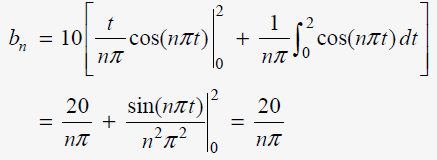 b_n = 10[ t/(nπ) cos(nπt) |_0^2 + 1/(nπ) ∫_0^2 cos(nπt) dt ]
= 20/(nπ) + sin(nπt)/(n²π²) |_0^2 = 20/(nπ)